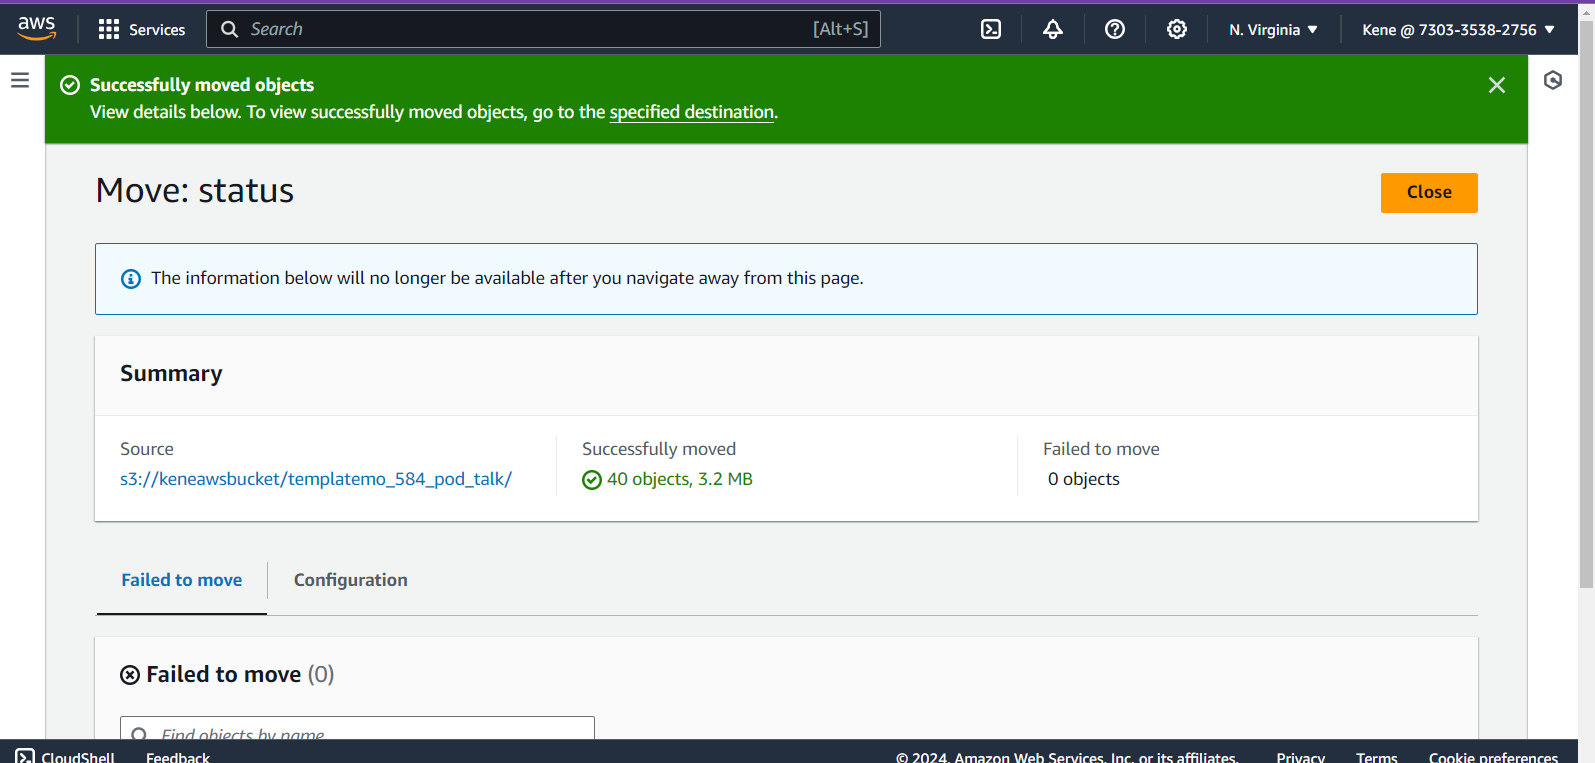 aws
Services
Search
[Alt+S]
N. Virginia
Kene @ 7303-3538-2756
Successfully moved objects
View details below. To view successfully moved objects, go to the specified destination.
Move: status
Close
The information below will no longer be available after you navigate away from this page.
Summary
Source
s3://keneawsbucket/templatemo_584_pod_talk/
Successfully moved
40 objects, 3.2 MB
Failed to move
0 objects
Failed to move
Configuration
Failed to move (0)
Find objects by name
CloudShell
Feedback
© 2024, Amazon Web Services, Inc. or its affiliates.
Privacy
Terms
Cookie preferences